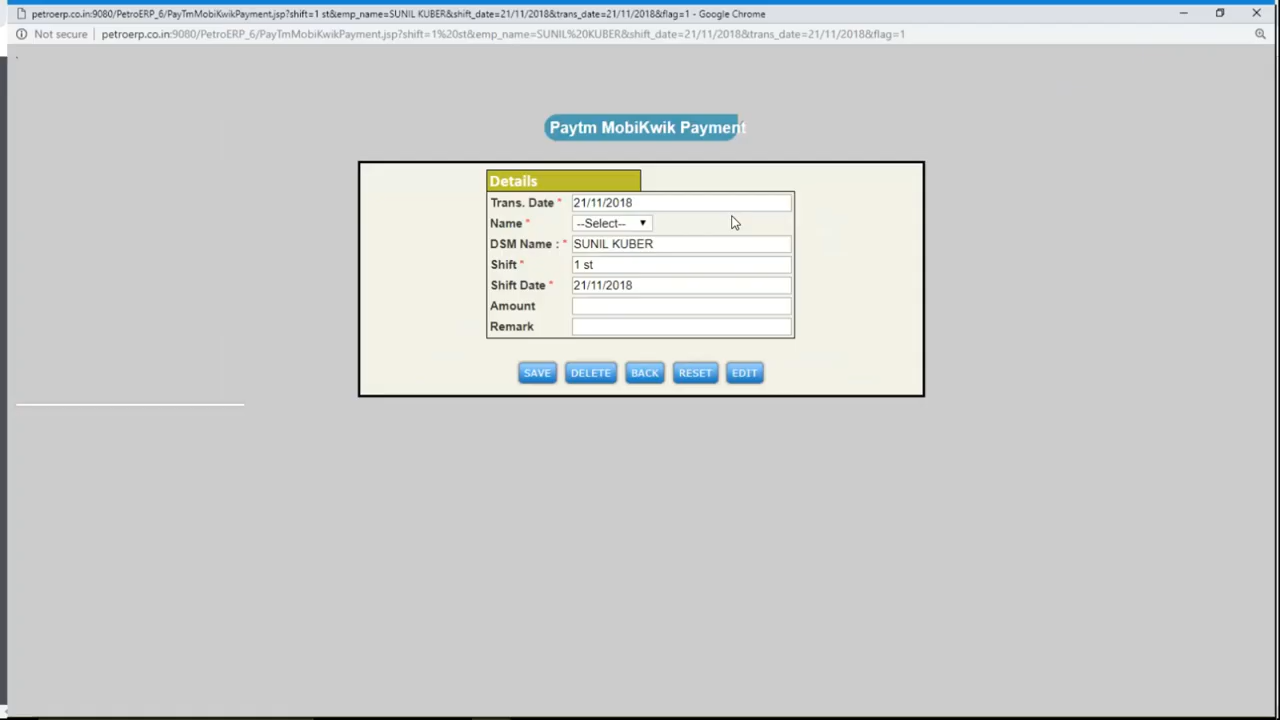 petroerp.co.in:9080/PetroERP_6/PayTmMobiKwikPayment.jsp?shift=1 st&emp_name=SUNIL KUBER&shift_date=21/11/2018&trans_date=21/11/2018&flag=1 - Google Chrome
Not secure petroerp.co.in:9080/PetroERP_6/PayTmMobiKwikPayment.jsp?shift=1%20st&emp_name=SUNIL%20KUBER&shift_date=21/11/2018&trans_date=21/11/2018&flag=1
Paytm MobiKwik Payment
Details
Trans. Date * 21/11/2018
Name * --Select--
DSM Name : * SUNIL KUBER
Shift * 1 st
Shift Date * 21/11/2018
Amount
Remark
SAVE DELETE BACK RESET EDIT